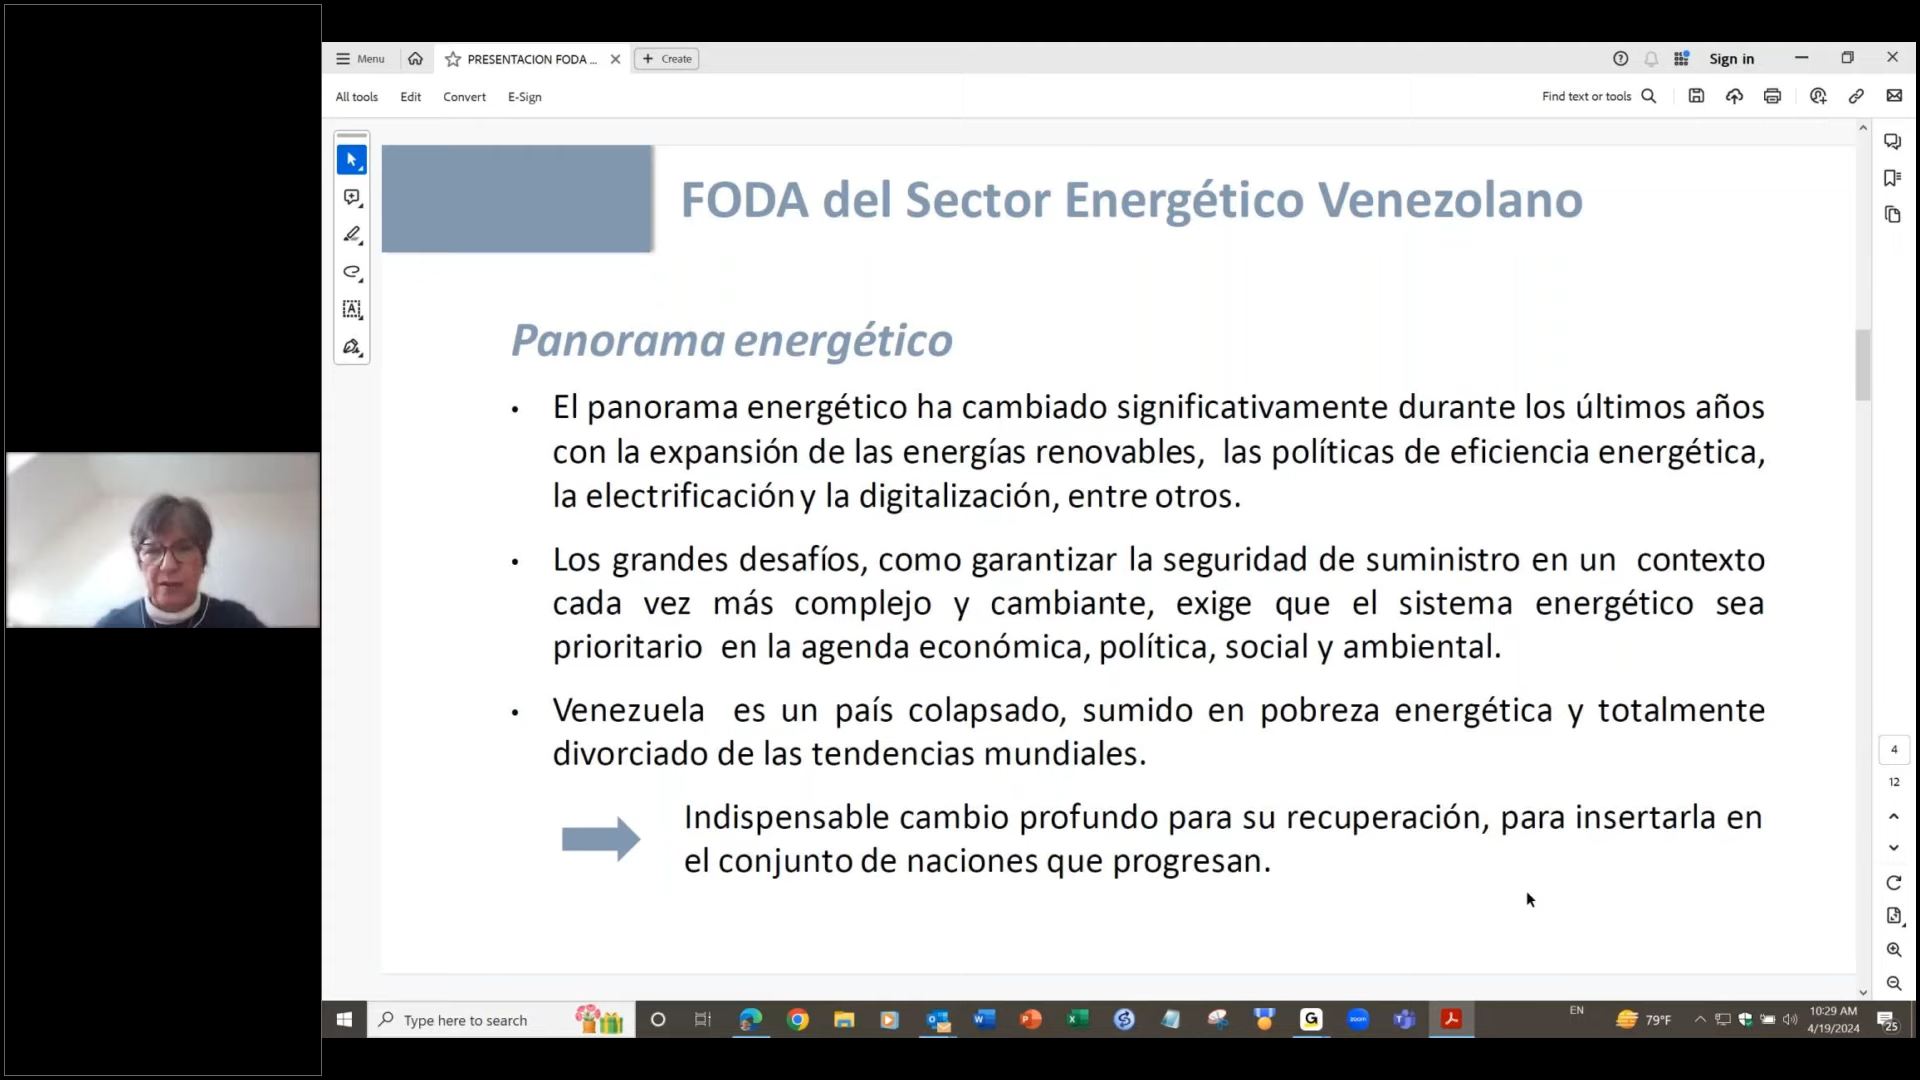 Menu
PRESENTACION FODA ...
Create
Sign in
All tools
Edit
Convert
E-Sign
Find text or tools
FODA del Sector Energético Venezolano
Panorama energético
• El panorama energético ha cambiado significativamente durante los últimos años
con la expansión de las energías renovables, las políticas de eficiencia energética,
la electrificación y la digitalización, entre otros.
• Los grandes desafíos, como garantizar la seguridad de suministro en un contexto
cada vez más complejo y cambiante, exige que el sistema energético sea
prioritario en la agenda económica, política, social y ambiental.
• Venezuela es un país colapsado, sumido en pobreza energética y totalmente
divorciado de las tendencias mundiales.
Indispensable cambio profundo para su recuperación, para insertarla en
el conjunto de naciones que progresan.
4
12
Type here to search
EN
79°F
10:29 AM
4/19/2024
25